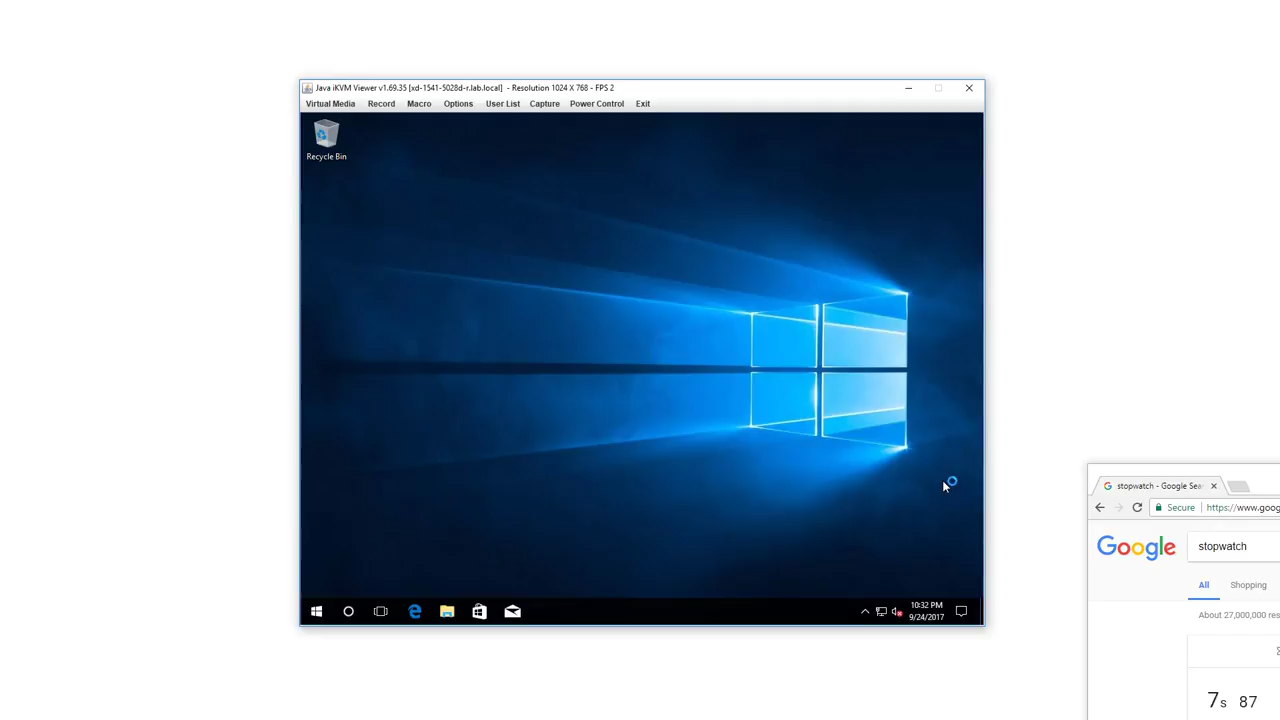 Java iKVM Viewer v1.69.35 [xd-1541-5028d-r.lab.local] - Resolution 1024 X 768 - FPS 2
Virtual Media Record Macro Options User List Capture Power Control Exit
Recycle Bin
10:32 PM
9/24/2017
stopwatch - Google Sea
Secure https://www.goog
Google stopwatch
All Shopping
About 27,000,000 res
7s 87